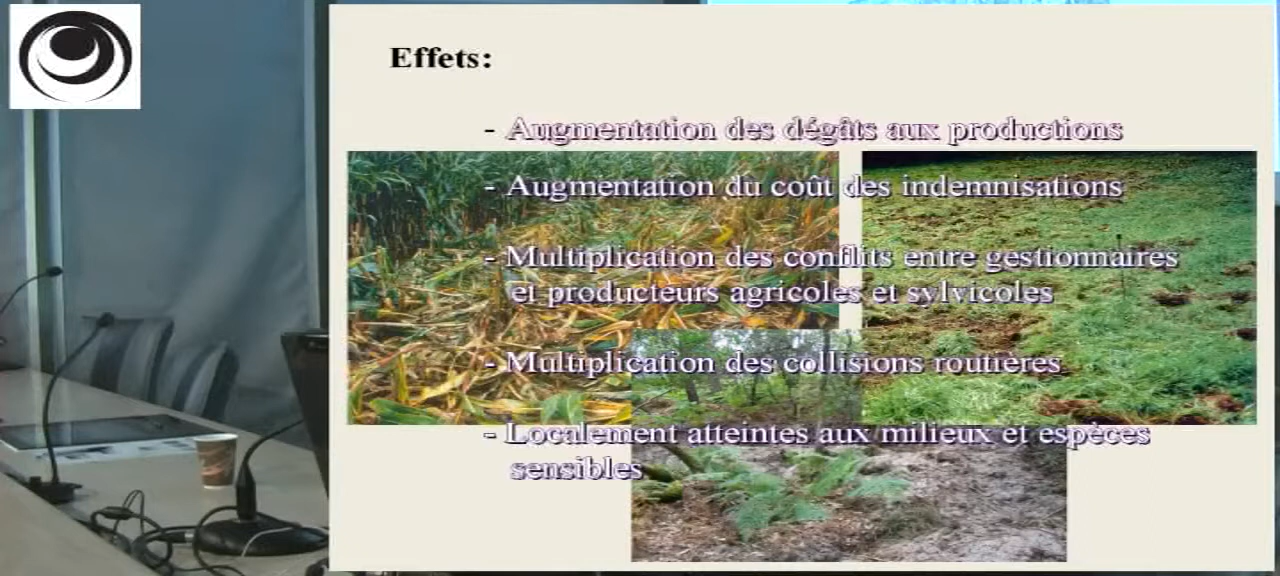 Effets:
- Augmentation des dégâts aux productions
- Augmentation du coût des indemnisations
- Multiplication des conflits entre gestionnaires
et producteurs agricoles et sylvicoles
- Multiplication des collisions routières
- Localement atteintes aux milieux et espèces
sensibles